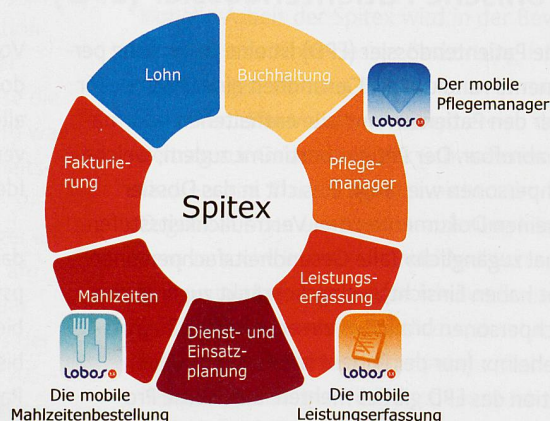 Lohn
Buchhaltung
Der mobile
Pflegemanager
Lobos
Fakturie-
rung
Pflege-
manager
Spitex
Mahlzeiten
Leistungs-
erfassung
Dienst- und
Einsatz-
planung
Lobos
Lobos
Die mobile
Mahlzeitenbestellung
Die mobile
Leistungserfassung